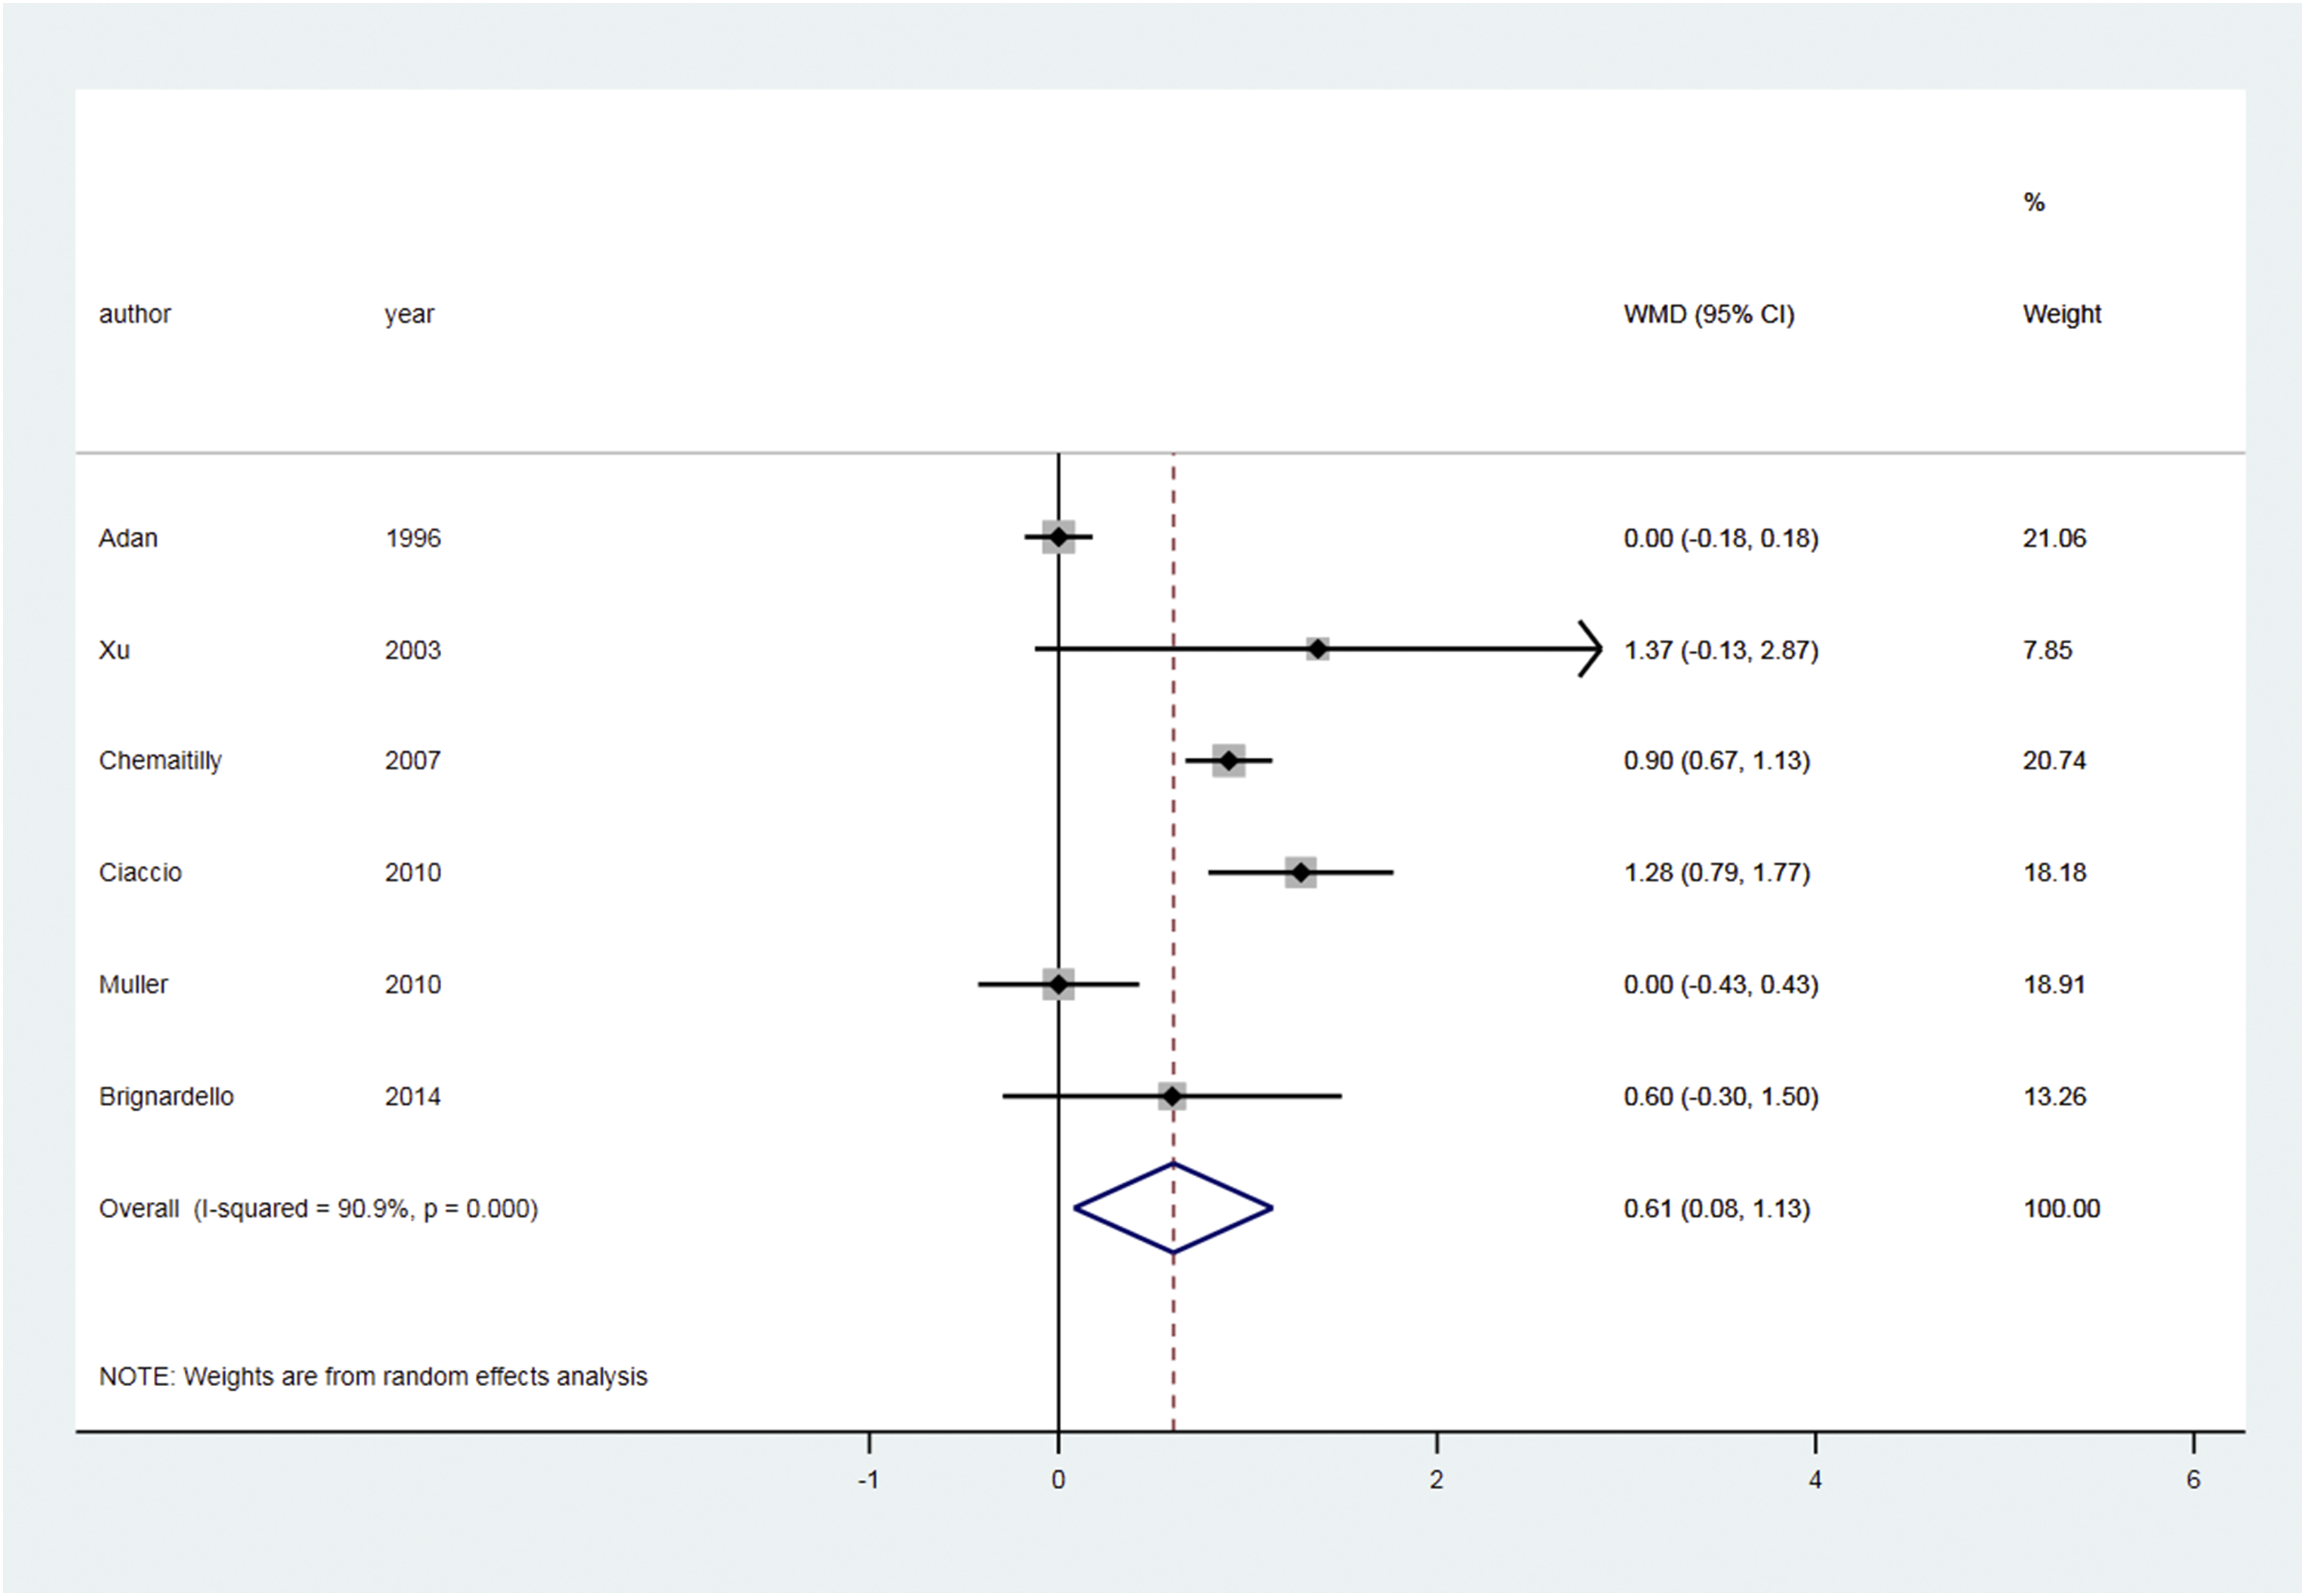 %
author year WMD (95% CI) Weight
Adan 1996 0.00 (-0.18, 0.18) 21.06
Xu 2003 1.37 (-0.13, 2.87) 7.85
Chemaitilly 2007 0.90 (0.67, 1.13) 20.74
Ciaccio 2010 1.28 (0.79, 1.77) 18.18
Muller 2010 0.00 (-0.43, 0.43) 18.91
Brignardello 2014 0.60 (-0.30, 1.50) 13.26
Overall (I-squared = 90.9%, p = 0.000) 0.61 (0.08, 1.13) 100.00
NOTE: Weights are from random effects analysis
-1 0 2 4 6